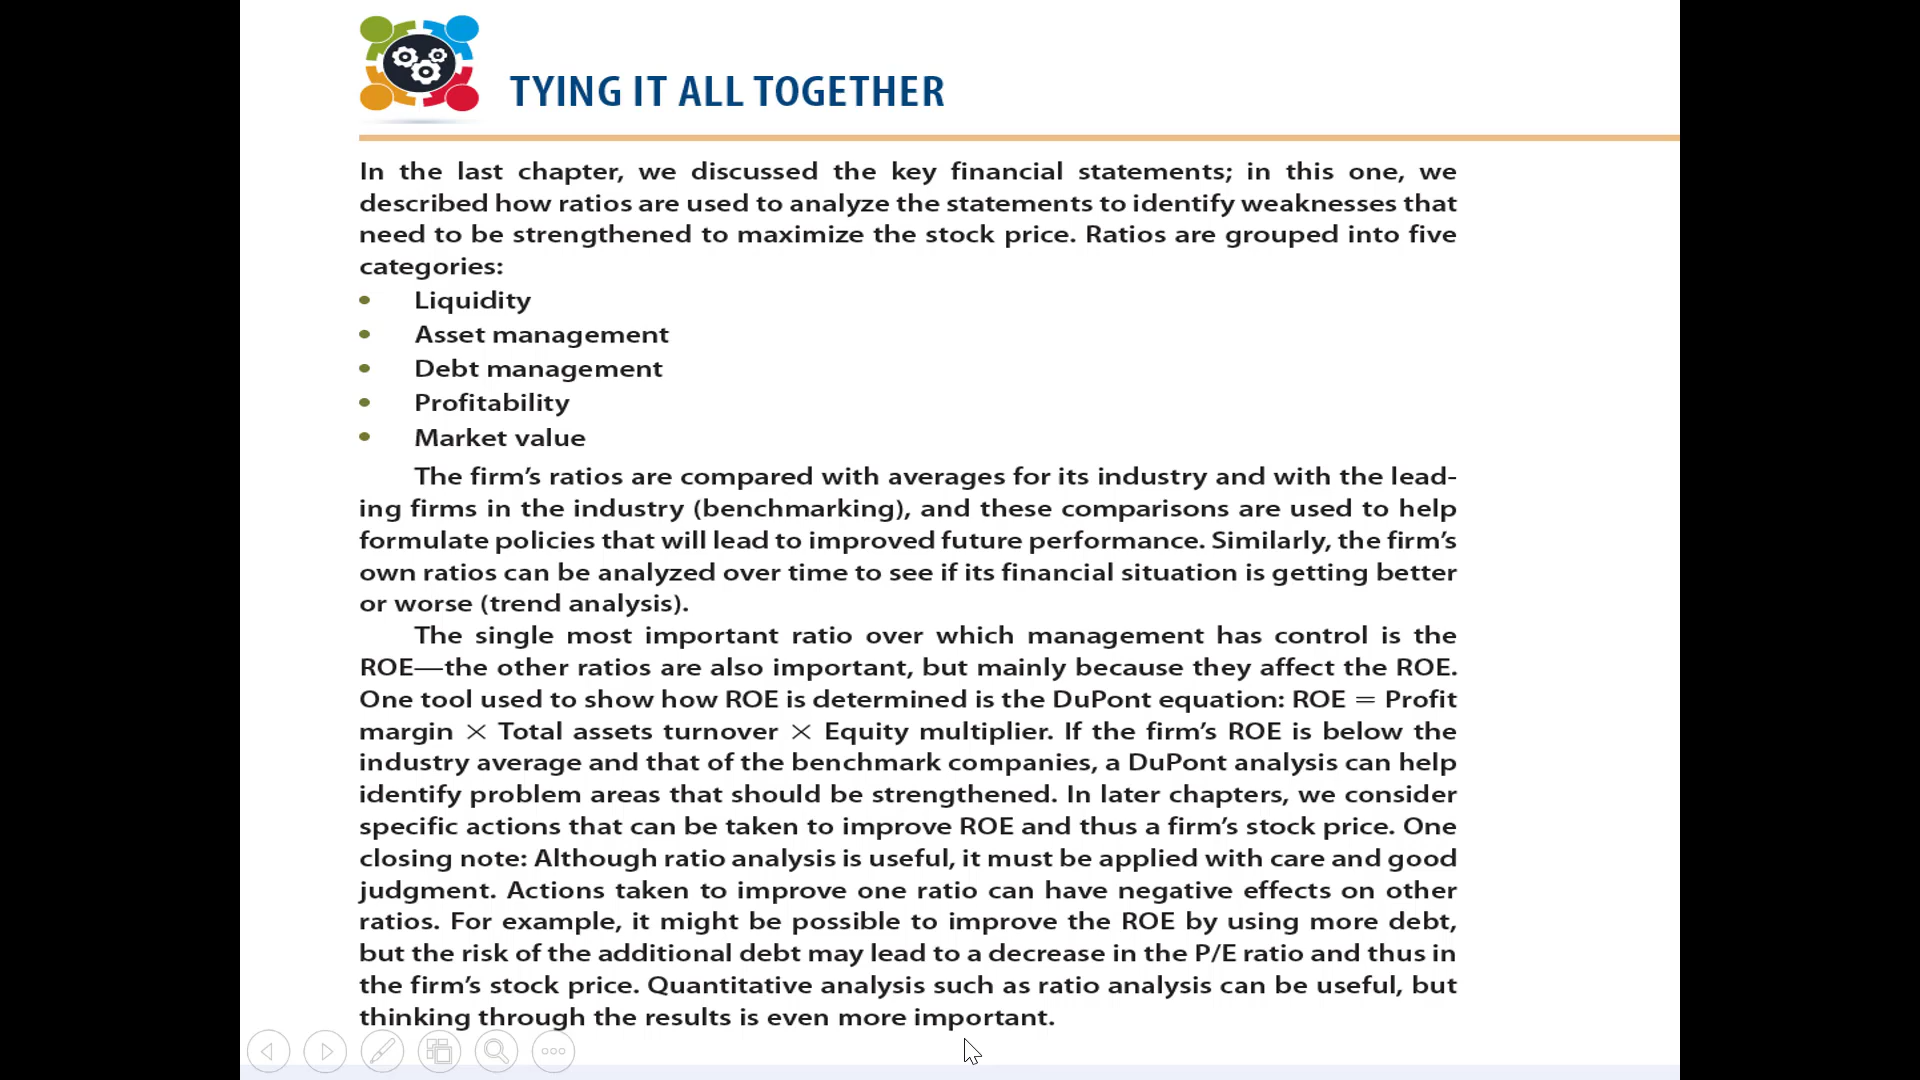 TYING IT ALL TOGETHER
In the last chapter, we discussed the key financial statements; in this one, we
described how ratios are used to analyze the statements to identify weaknesses that
need to be strengthened to maximize the stock price. Ratios are grouped into five
categories:
• Liquidity
• Asset management
• Debt management
• Profitability
• Market value
The firm’s ratios are compared with averages for its industry and with the lead-
ing firms in the industry (benchmarking), and these comparisons are used to help
formulate policies that will lead to improved future performance. Similarly, the firm’s
own ratios can be analyzed over time to see if its financial situation is getting better
or worse (trend analysis).
The single most important ratio over which management has control is the
ROE—the other ratios are also important, but mainly because they affect the ROE.
One tool used to show how ROE is determined is the DuPont equation: ROE = Profit
margin × Total assets turnover × Equity multiplier. If the firm’s ROE is below the
industry average and that of the benchmark companies, a DuPont analysis can help
identify problem areas that should be strengthened. In later chapters, we consider
specific actions that can be taken to improve ROE and thus a firm’s stock price. One
closing note: Although ratio analysis is useful, it must be applied with care and good
judgment. Actions taken to improve one ratio can have negative effects on other
ratios. For example, it might be possible to improve the ROE by using more debt,
but the risk of the additional debt may lead to a decrease in the P/E ratio and thus in
the firm’s stock price. Quantitative analysis such as ratio analysis can be useful, but
thinking through the results is even more important.